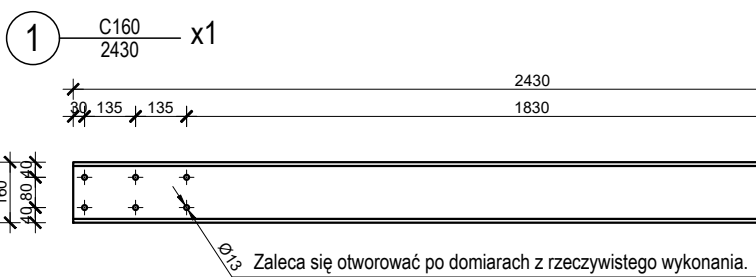 1
C160
2430
x1
2430
30 135 135 1830
160
40 80 40
Ø13
Zaleca się otworować po domiarach z rzeczywistego wykonania.